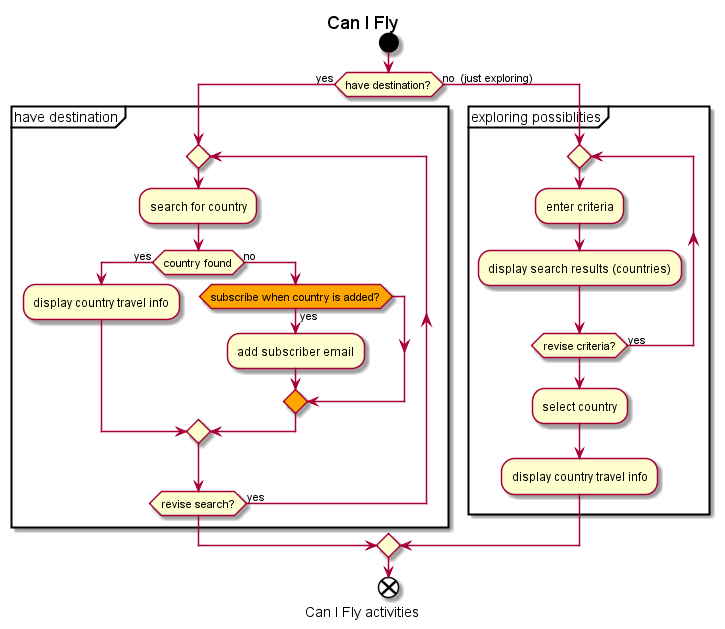 Can I Fly
have destination?
yes
no (just exploring)
have destination
search for country
country found
yes
no
display country travel info
subscribe when country is added?
yes
add subscriber email
revise search?
yes
exploring possiblities
enter criteria
display search results (countries)
revise criteria?
yes
select country
display country travel info
Can I Fly activities